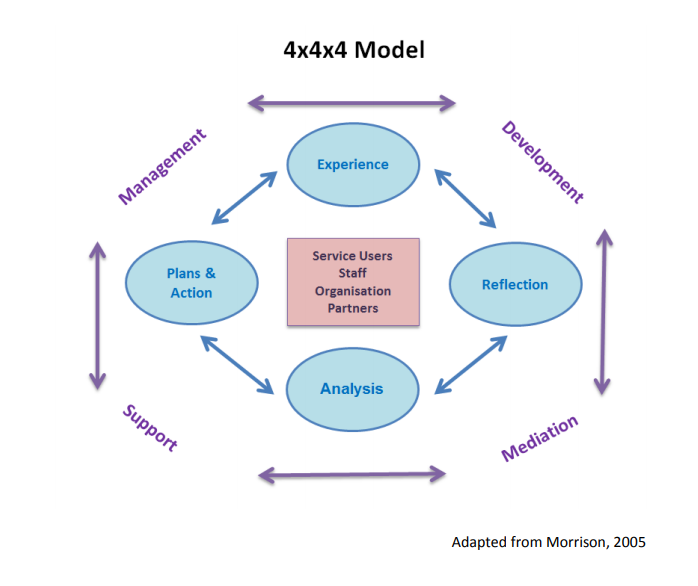 4x4x4 Model
Management
Development
Experience
Plans &
Action
Service Users
Staff
Organisation
Partners
Reflection
Analysis
Support
Mediation
Adapted from Morrison, 2005